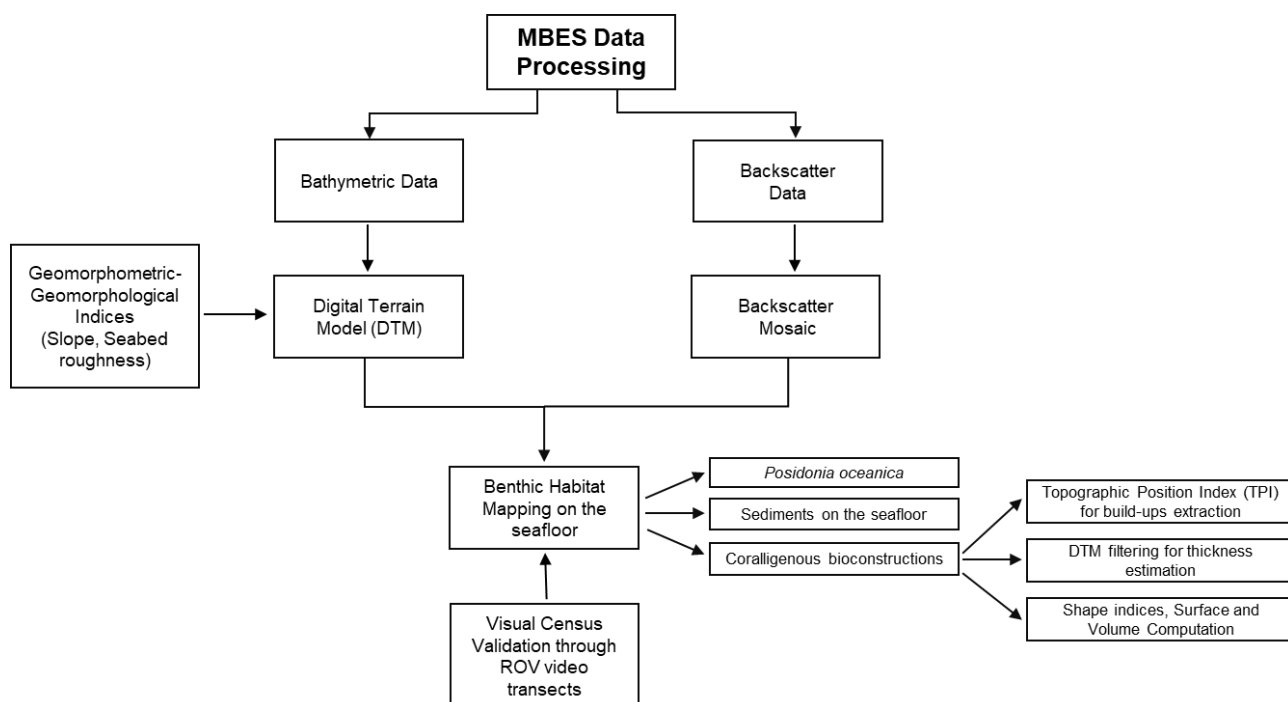 MBES Data
Processing
Bathymetric Data
Backscatter
Data
Geomorphometric-
Geomorphological
Indices
(Slope, Seabed
roughness)
Digital Terrain
Model (DTM)
Backscatter
Mosaic
Benthic Habitat
Mapping on the
seafloor
Posidonia oceanica
Sediments on the seafloor
Coralligenous bioconstructions
Topographic Position Index (TPI)
for build-ups extraction
DTM filtering for thickness
estimation
Shape indices, Surface and
Volume Computation
Visual Census
Validation through
ROV video
transects